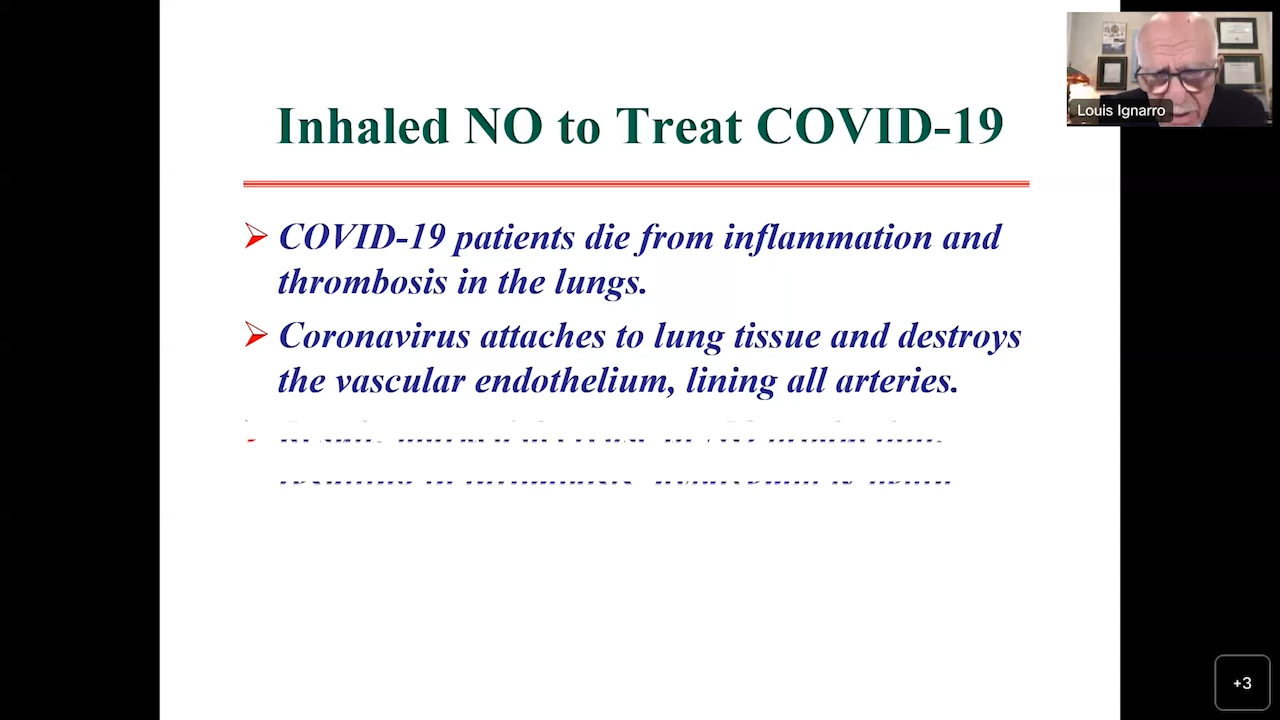 Louis Ignarro
Inhaled NO to Treat COVID-19
COVID-19 patients die from inflammation and
thrombosis in the lungs.
Coronavirus attaches to lung tissue and destroys
the vascular endothelium, lining all arteries.
+3